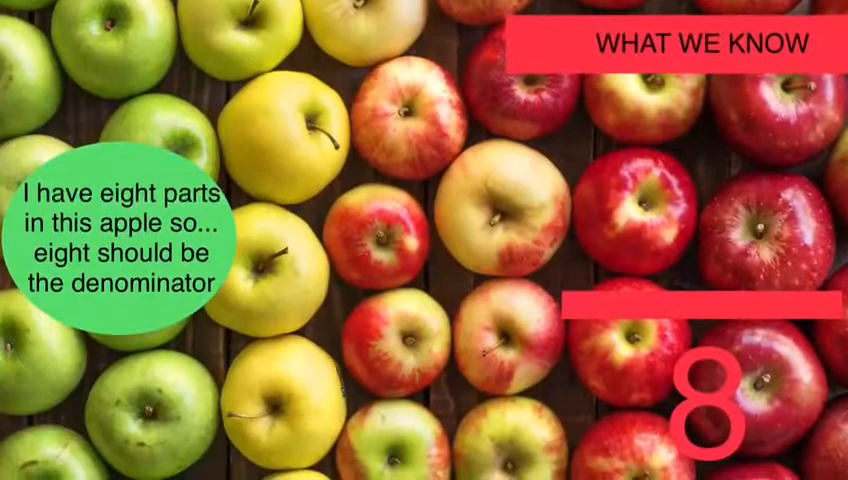 WHAT WE KNOW
I have eight parts
in this apple so...
eight should be
the denominator
8